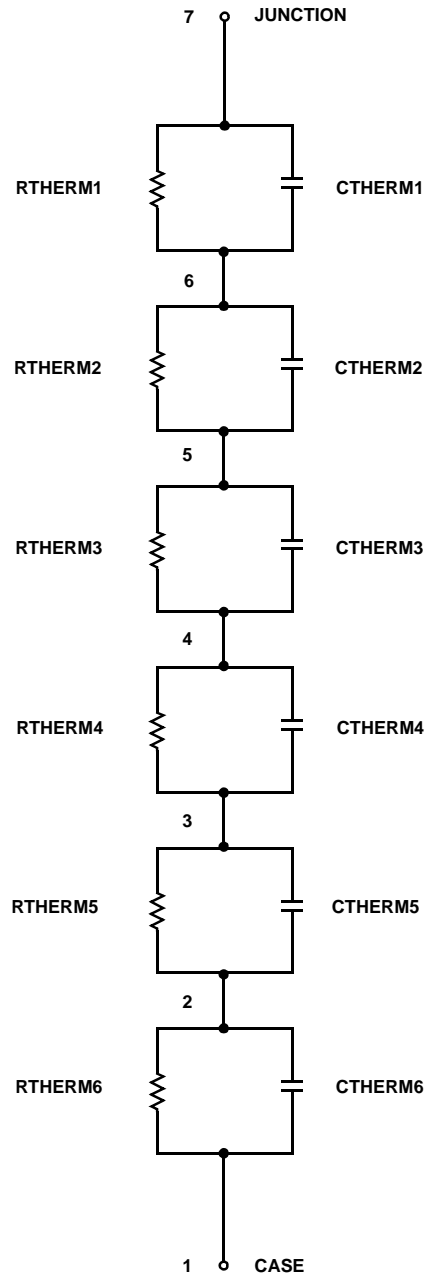 7 JUNCTION
RTHERM1 CTHERM1
6
RTHERM2 CTHERM2
5
RTHERM3 CTHERM3
4
RTHERM4 CTHERM4
3
RTHERM5 CTHERM5
2
RTHERM6 CTHERM6
1 CASE